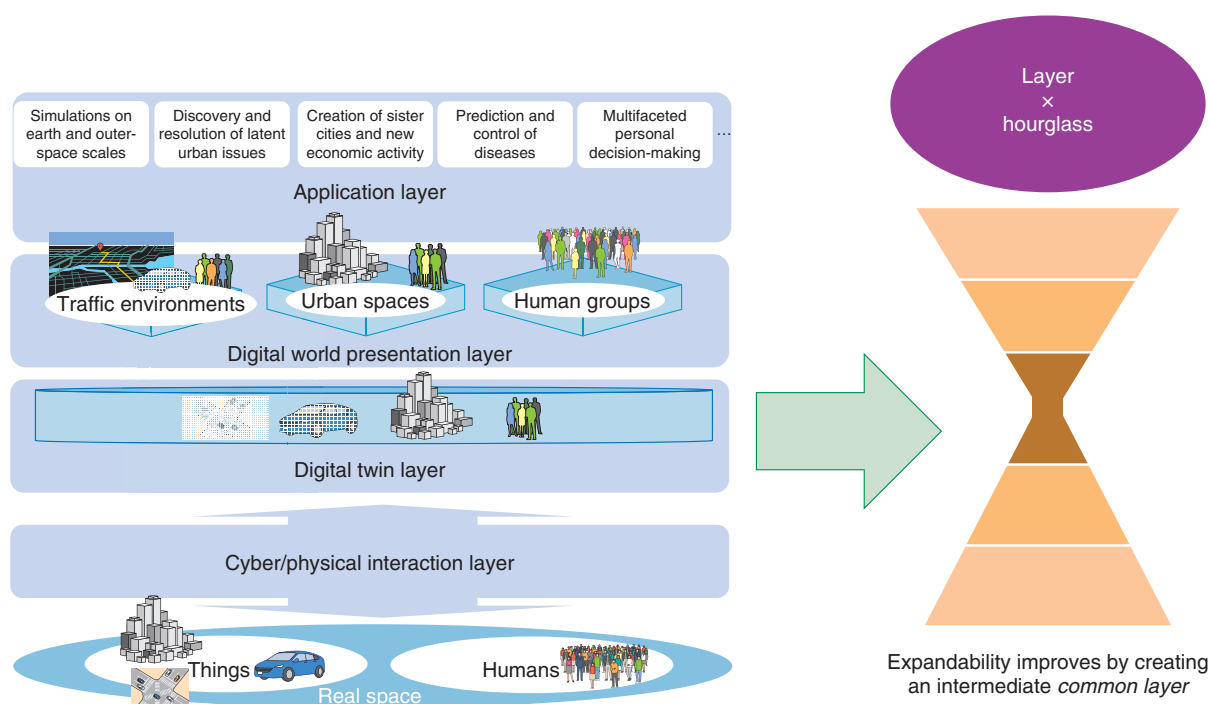 Simulations on
earth and outer-
space scales
Discovery and
resolution of latent
urban issues
Creation of sister
cities and new
economic activity
Prediction and
control of
diseases
Multifaceted
personal
decision-making
...
Application layer
Traffic environments
Urban spaces
Human groups
Digital world presentation layer
Digital twin layer
Cyber/physical interaction layer
Things
Humans
Real space
Layer
×
hourglass
Expandability improves by creating
an intermediate common layer